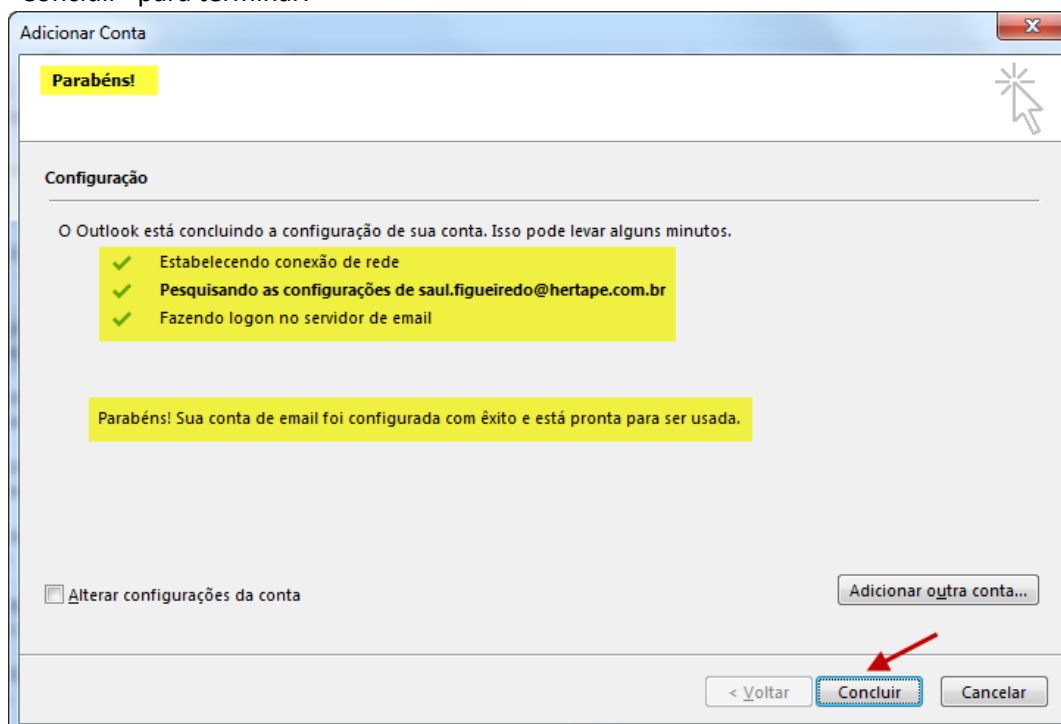 "Concluir" para terminar.
Adicionar Conta
Parabéns!
Configuração
O Outlook está concluindo a configuração de sua conta. Isso pode levar alguns minutos.
Estabelecendo conexão de rede
Pesquisando as configurações de saul.figueiredo@hertape.com.br
Fazendo logon no servidor de email
Parabéns! Sua conta de email foi configurada com êxito e está pronta para ser usada.
Alterar configurações da conta
Adicionar outra conta...
< Voltar
Concluir
Cancelar